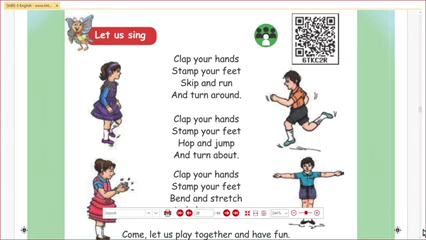 Let us sing
6TKC2R
Clap your hands
Stamp your feet
Skip and run
And turn around.
Clap your hands
Stamp your feet
Hop and jump
And turn about.
Clap your hands
Stamp your feet
Bend and stretch
Come, let us play together and have fun.